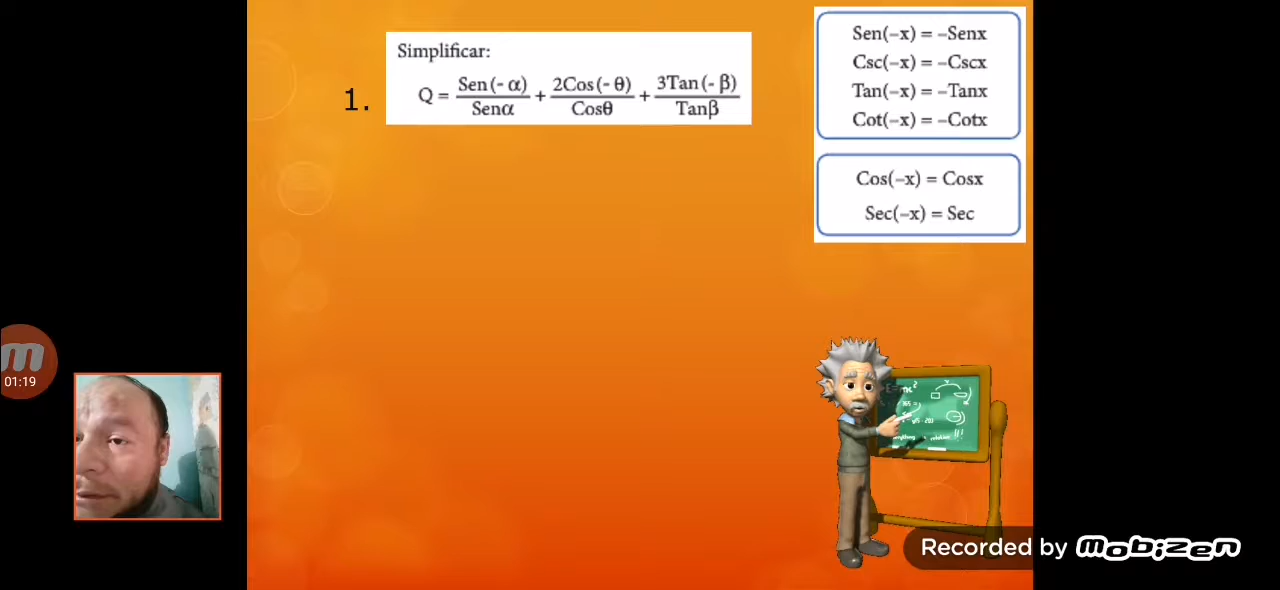 Simplificar:
1.
Q = Sen(- α)/Senα + 2Cos(- θ)/Cosθ + 3Tan(- β)/Tanβ
Sen(–x) = –Senx
Csc(–x) = –Cscx
Tan(–x) = –Tanx
Cot(–x) = –Cotx
Cos(–x) = Cosx
Sec(–x) = Sec
01:19
E=mc²
Recorded by mobizen